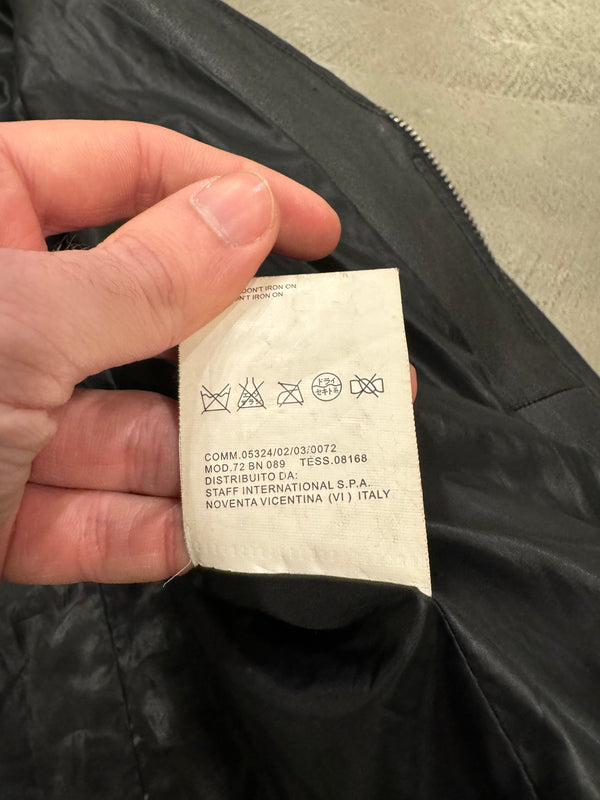 DON'T IRON ON
DON'T IRON ON
ドライ
セキユ系
COMM.05324/02/03/0072
MOD.72 BN 089 TESS.08168
DISTRIBUITO DA:
STAFF INTERNATIONAL S.P.A.
NOVENTA VICENTINA (VI) ITALY